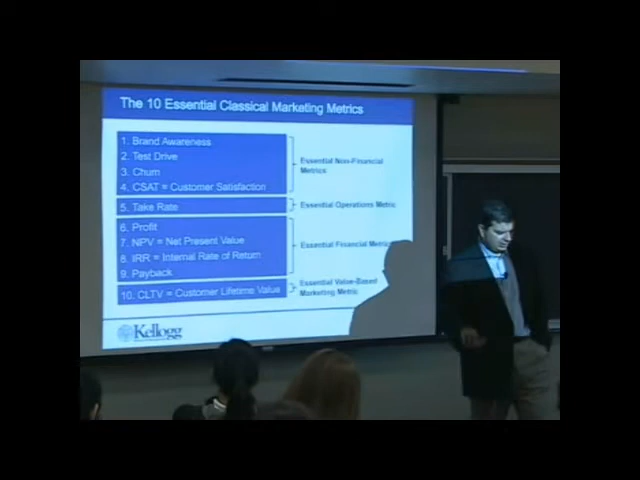 The 10 Essential Classical Marketing Metrics
1. Brand Awareness
2. Test Drive
3. Churn
4. CSAT = Customer Satisfaction
Essential Non-Financial
Metrics
5. Take Rate
Essential Operations Metric
6. Profit
7. NPV = Net Present Value
8. IRR = Internal Rate of Return
9. Payback
Essential Financial Metrics
10. CLTV = Customer Lifetime Value
Essential Value-Based
Marketing Metric
Kellogg